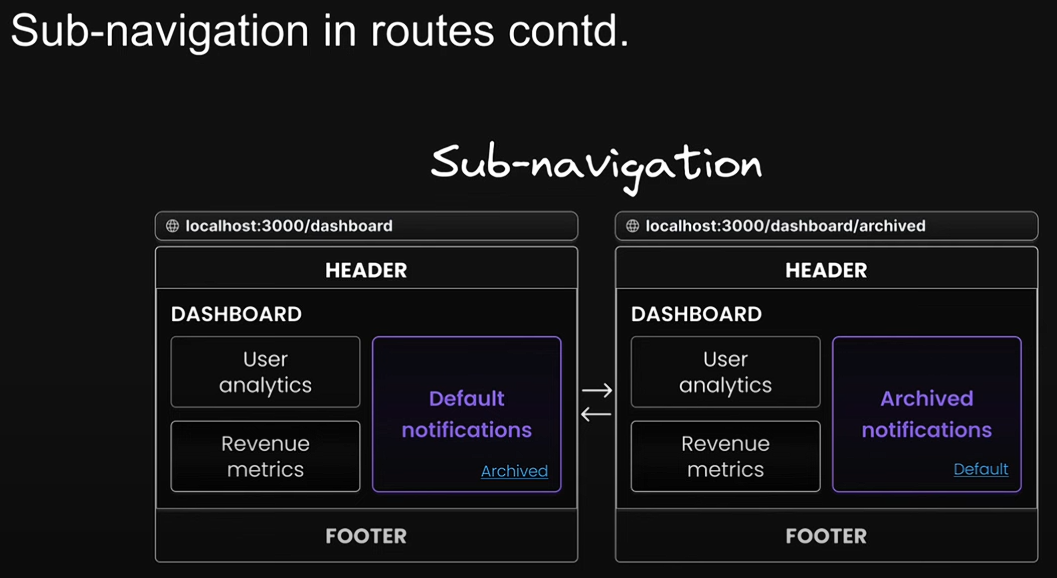 Sub-navigation in routes contd.
Sub-navigation
localhost:3000/dashboard
HEADER
DASHBOARD
User
analytics
Revenue
metrics
Default
notifications
Archived
FOOTER
localhost:3000/dashboard/archived
HEADER
DASHBOARD
User
analytics
Revenue
metrics
Archived
notifications
Default
FOOTER